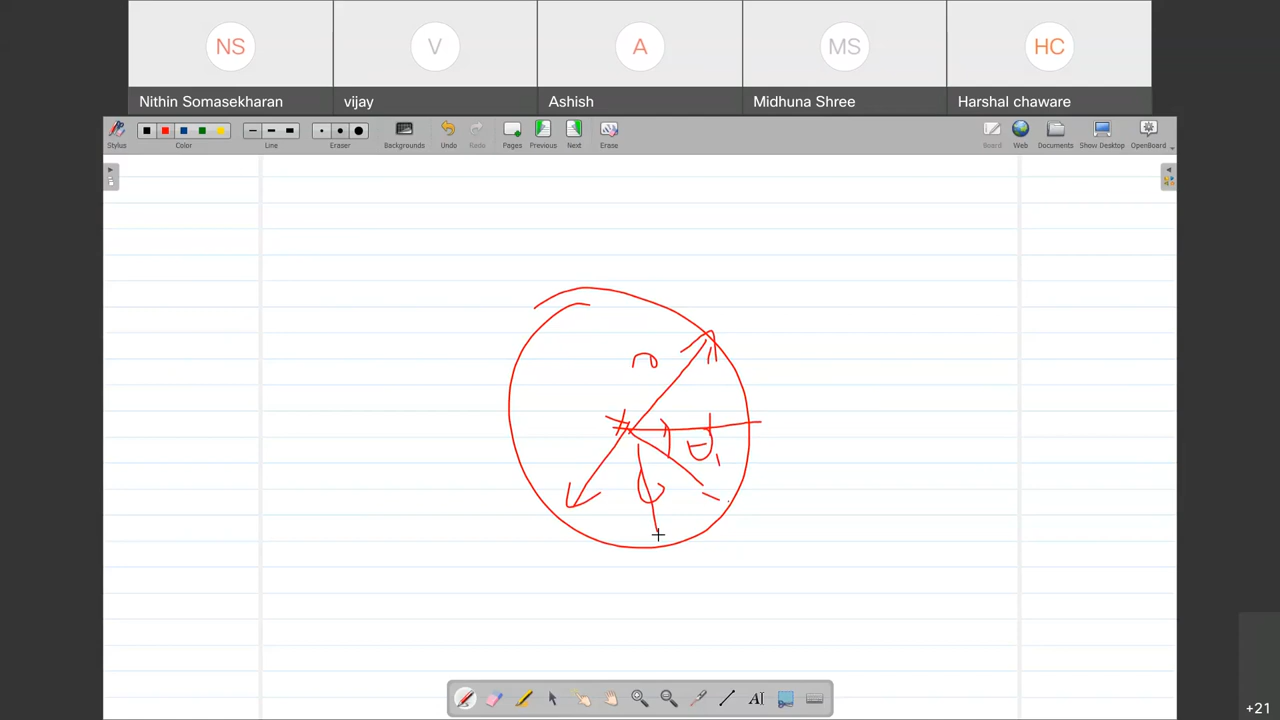 NS V A MS HC
Nithin Somasekharan vijay Ashish Midhuna Shree Harshal chaware
Stylus Color Line Eraser Backgrounds Undo Redo Pages Previous Next Erase Board Web Documents Show Desktop OpenBoard
AI
+21